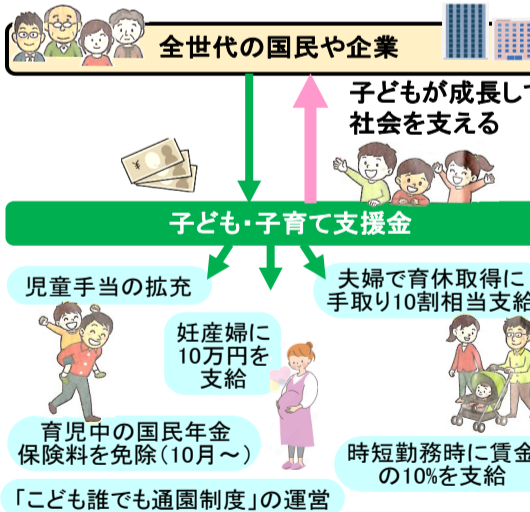 全世代の国民や企業
子どもが成長して
社会を支える
子ども・子育て支援金
児童手当の拡充
夫婦で育休取得に
手取り10割相当支給
妊産婦に
10万円を
支給
育児中の国民年金
保険料を免除(10月～)
時短勤務時に賃金
の10%を支給
「こども誰でも通園制度」の運営